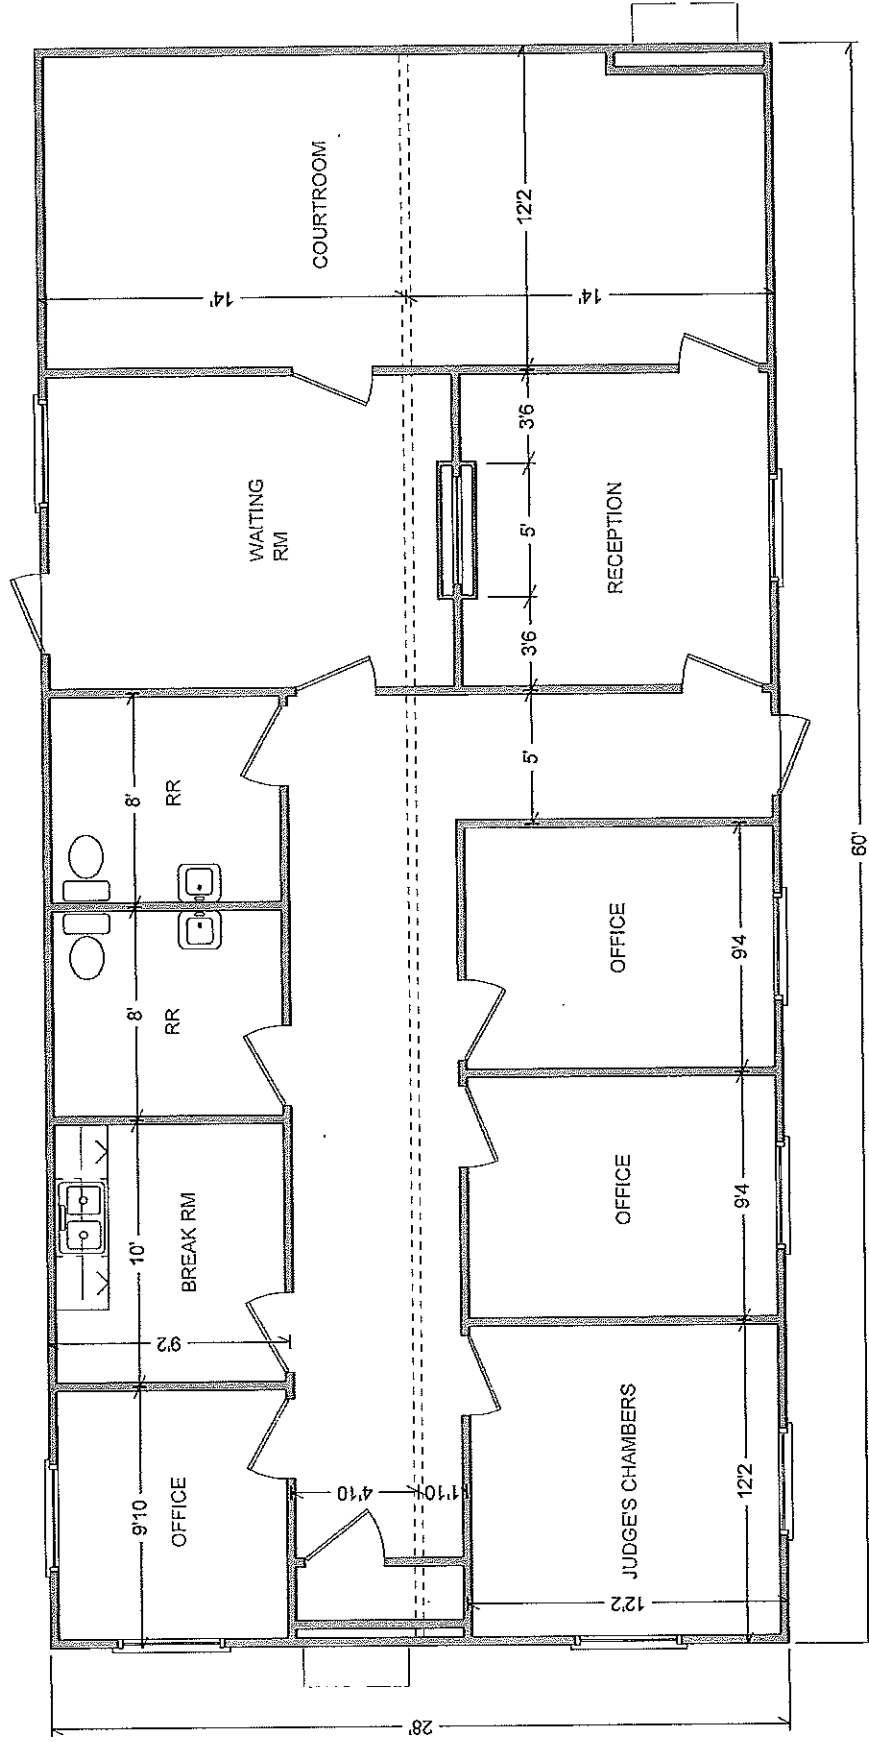 COURTROOM
14'
14'
12'2
WAITING
RM
3'6
5'
3'6
RECEPTION
RR
8'
5'
RR
8'
OFFICE
9'4
BREAK RM
10'
9'2
OFFICE
9'4
OFFICE
9'10
4'10
1'10
JUDGE'S CHAMBERS
12'2
12'2
60'
28'